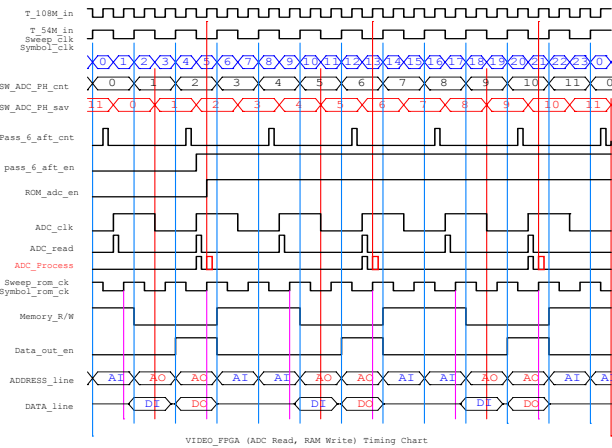 T_108M_in
T_54M_in
Sweep_clk
Symbol_clk
0 1 2 3 4 5 6 7 8 9 10 11 12 13 14 15 16 17 18 19 20 21 22 23 0
SW_ADC_PH_cnt 0 1 2 3 4 5 6 7 8 9 10 11 0
SW_ADC_PH_sav 11 0 1 2 3 4 5 6 7 8 9 10 11
Pass_6_aft_cnt
pass_6_aft_en
ROM_adc_en
ADC_clk
ADC_read
ADC_Process
Sweep_rom_ck
Symbol_rom_ck
Memory_R/W
Data_out_en
ADDRESS_line AI AO AO AI AI AO AO AI AI AO AO AI A
DATA_line DI DO DI DO DI DO
VIDEO_FPGA (ADC Read, RAM Write) Timing Chart